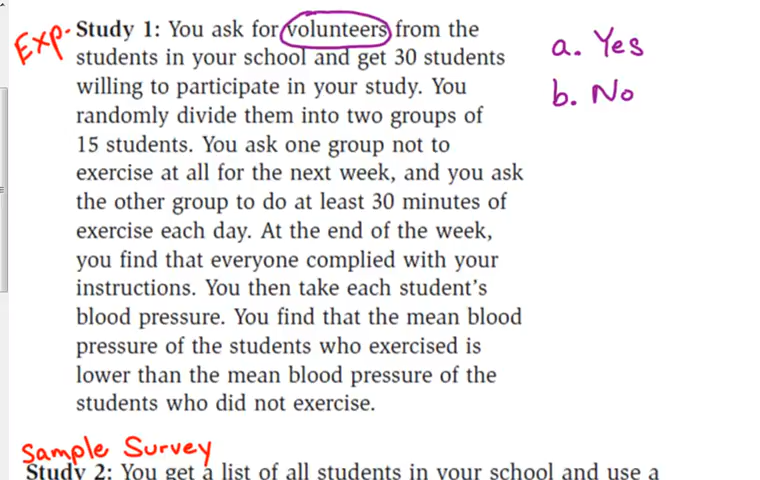 Exp. Study 1: You ask for volunteers from the
students in your school and get 30 students
willing to participate in your study. You
randomly divide them into two groups of
15 students. You ask one group not to
exercise at all for the next week, and you ask
the other group to do at least 30 minutes of
exercise each day. At the end of the week,
you find that everyone complied with your
instructions. You then take each student's
blood pressure. You find that the mean blood
pressure of the students who exercised is
lower than the mean blood pressure of the
students who did not exercise.
a. Yes
b. No
Sample Survey
Study 2: You get a list of all students in your school and use a